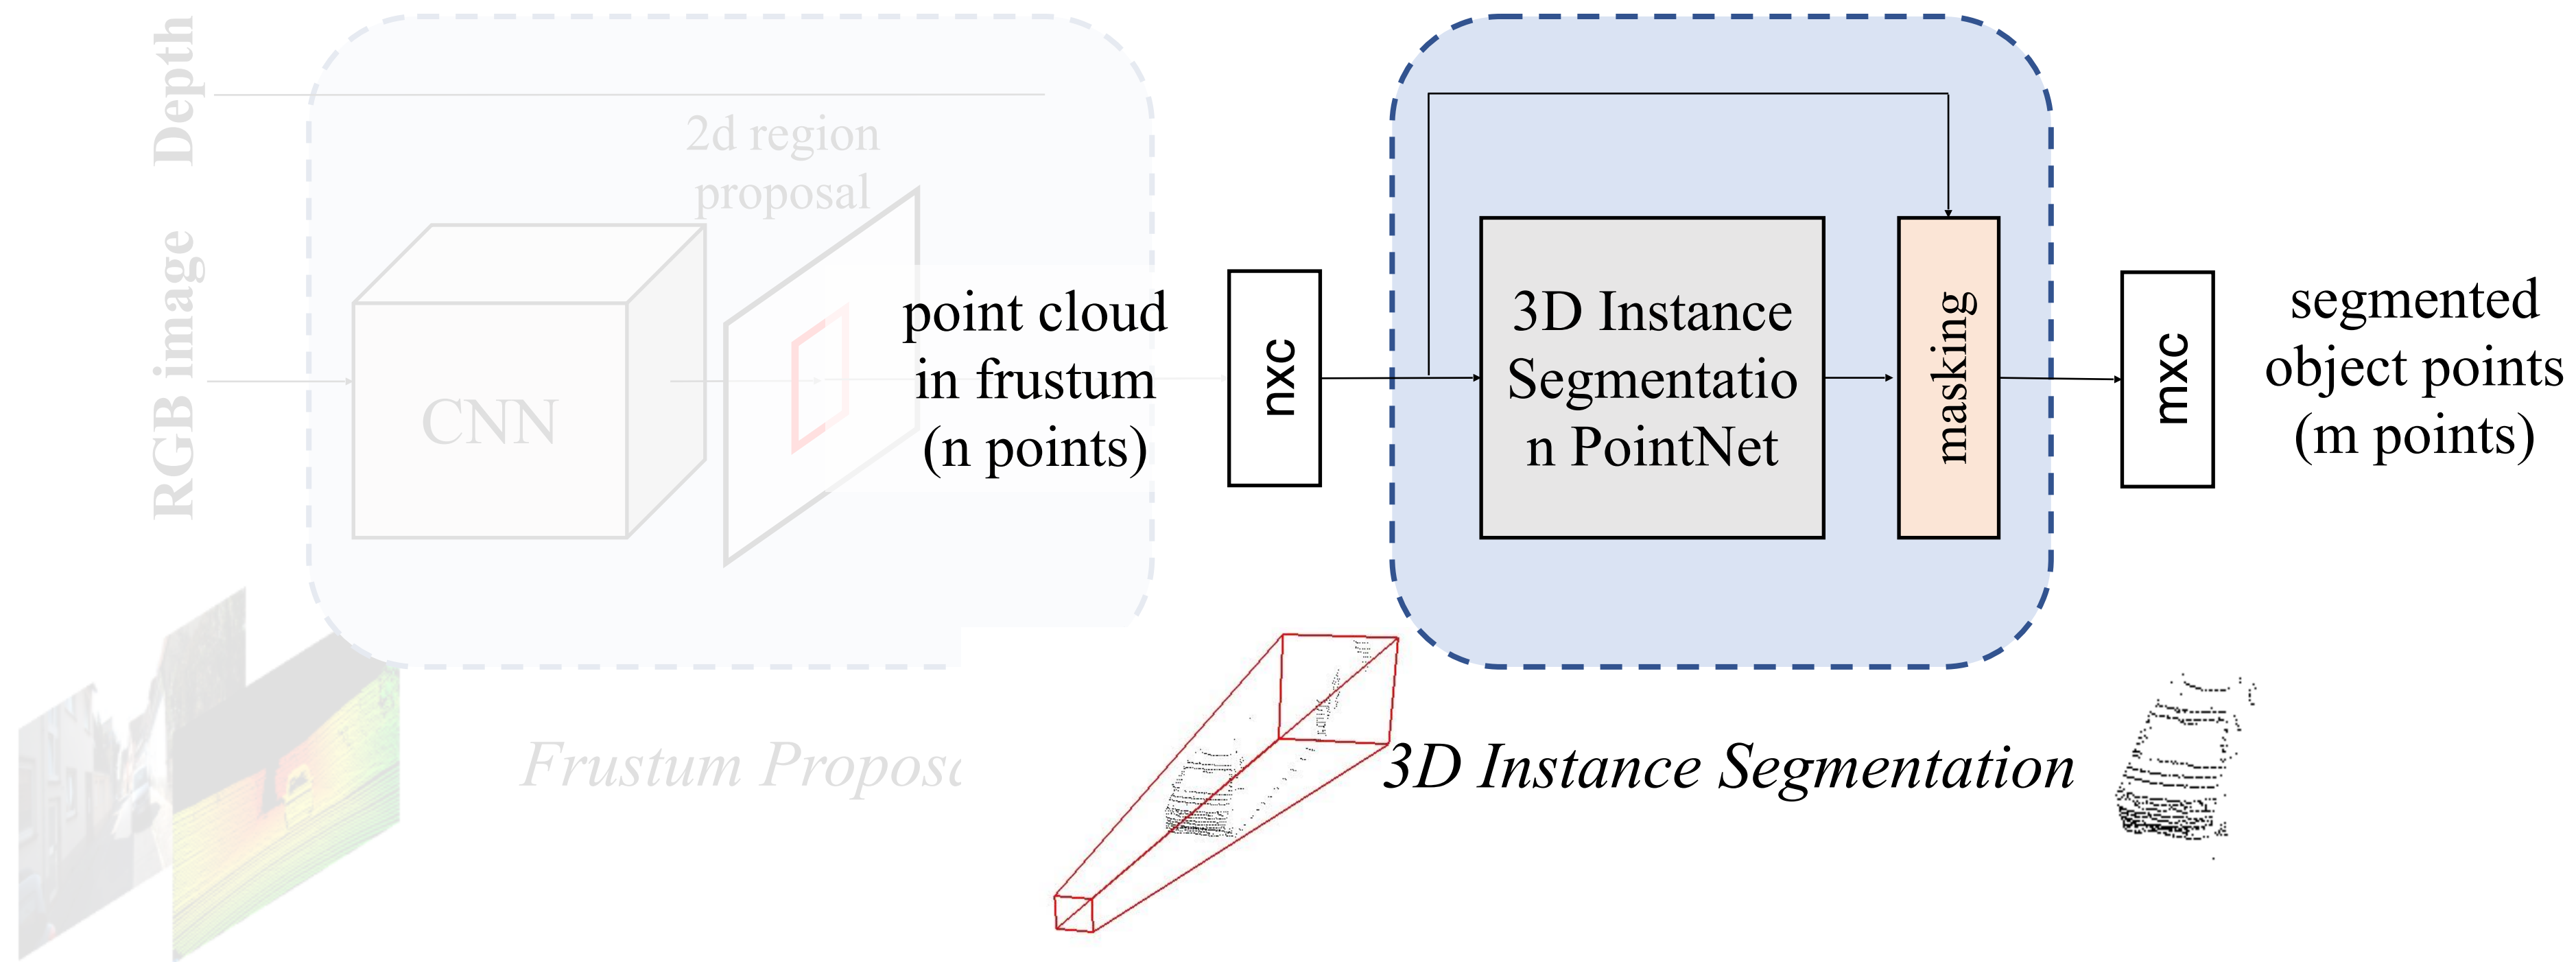 Depth
RGB image
2d region
proposal
CNN
point cloud
in frustum
(n points)
nxc
3D Instance
Segmentatio
n PointNet
masking
mxc
segmented
object points
(m points)
Frustum Propos
3D Instance Segmentation